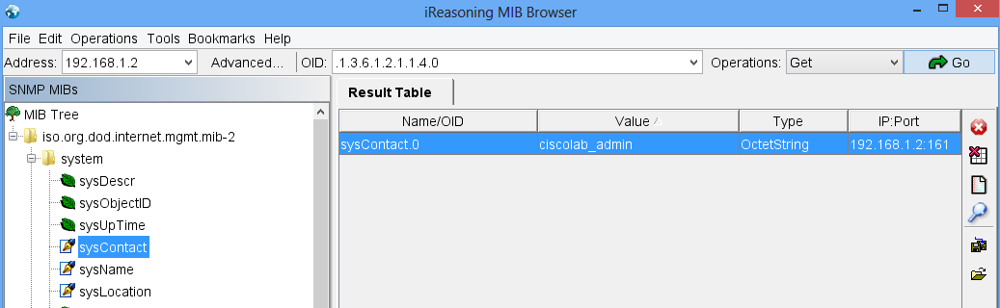 iReasoning MIB Browser
File Edit Operations Tools Bookmarks Help
Address: 192.168.1.2 Advanced... OID: .1.3.6.1.2.1.1.4.0 Operations: Get Go
SNMP MIBs
Result Table
MIB Tree
Name/OID Value Type IP:Port
iso.org.dod.internet.mgmt.mib-2
sysContact.0 ciscolab_admin OctetString 192.168.1.2:161
system
sysDescr
sysObjectID
sysUpTime
sysContact
sysName
sysLocation